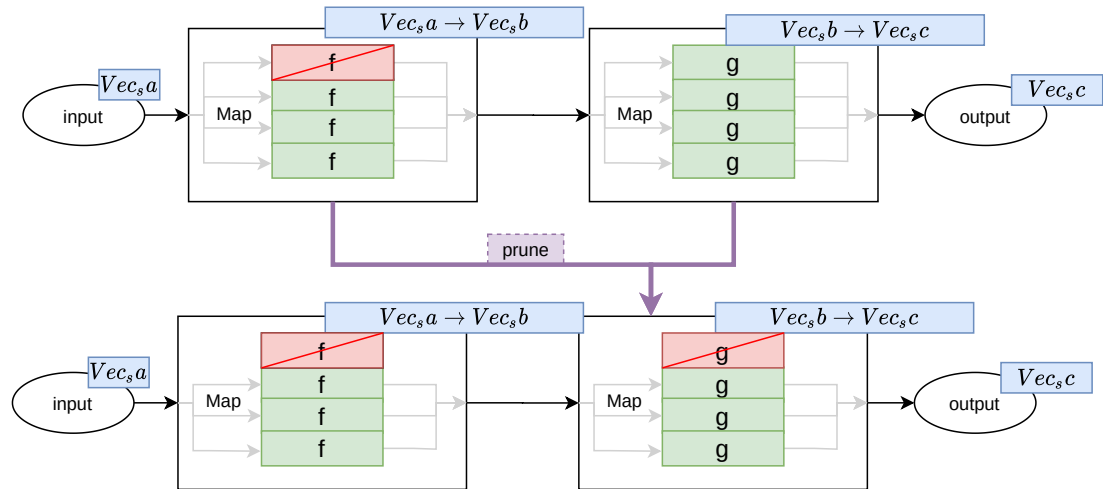 Vec_s a → Vec_s b
Vec_s b → Vec_s c
Vec_s a
input
Map
f
f
f
f
Map
g
g
g
g
Vec_s c
output
prune
Vec_s a → Vec_s b
Vec_s b → Vec_s c
Vec_s a
input
Map
f
f
f
f
Map
g
g
g
g
Vec_s c
output